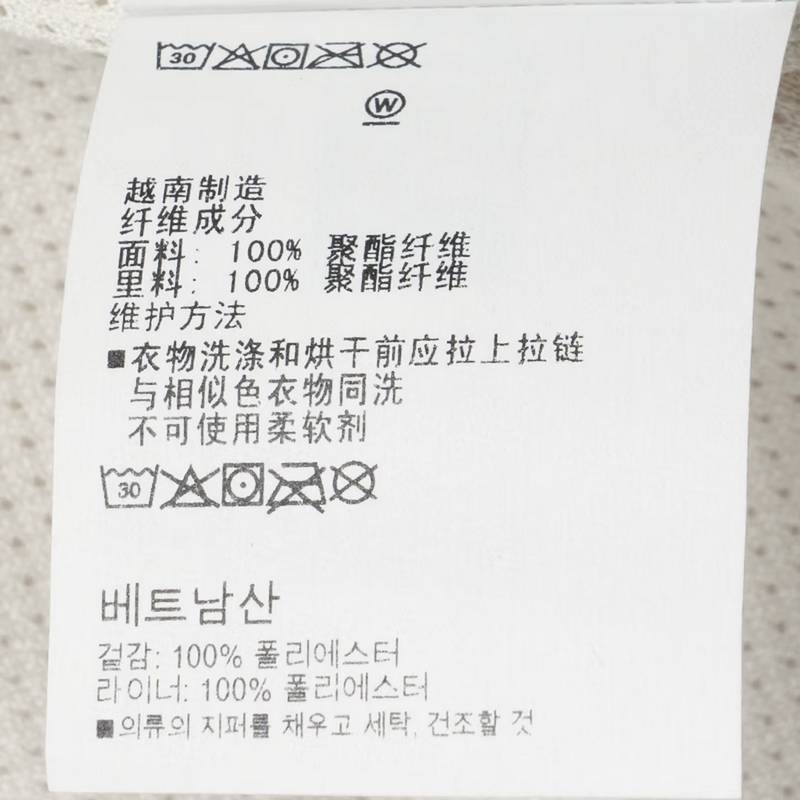 30
W
越南制造
纤维成分
面料: 100% 聚酯纤维
里料: 100% 聚酯纤维
维护方法
■衣物洗涤和烘干前应拉上拉链
与相似色衣物同洗
不可使用柔软剂
30
베트남산
겉감: 100% 폴리에스터
라이너: 100% 폴리에스터
■의류의 지퍼를 채우고 세탁, 건조할 것